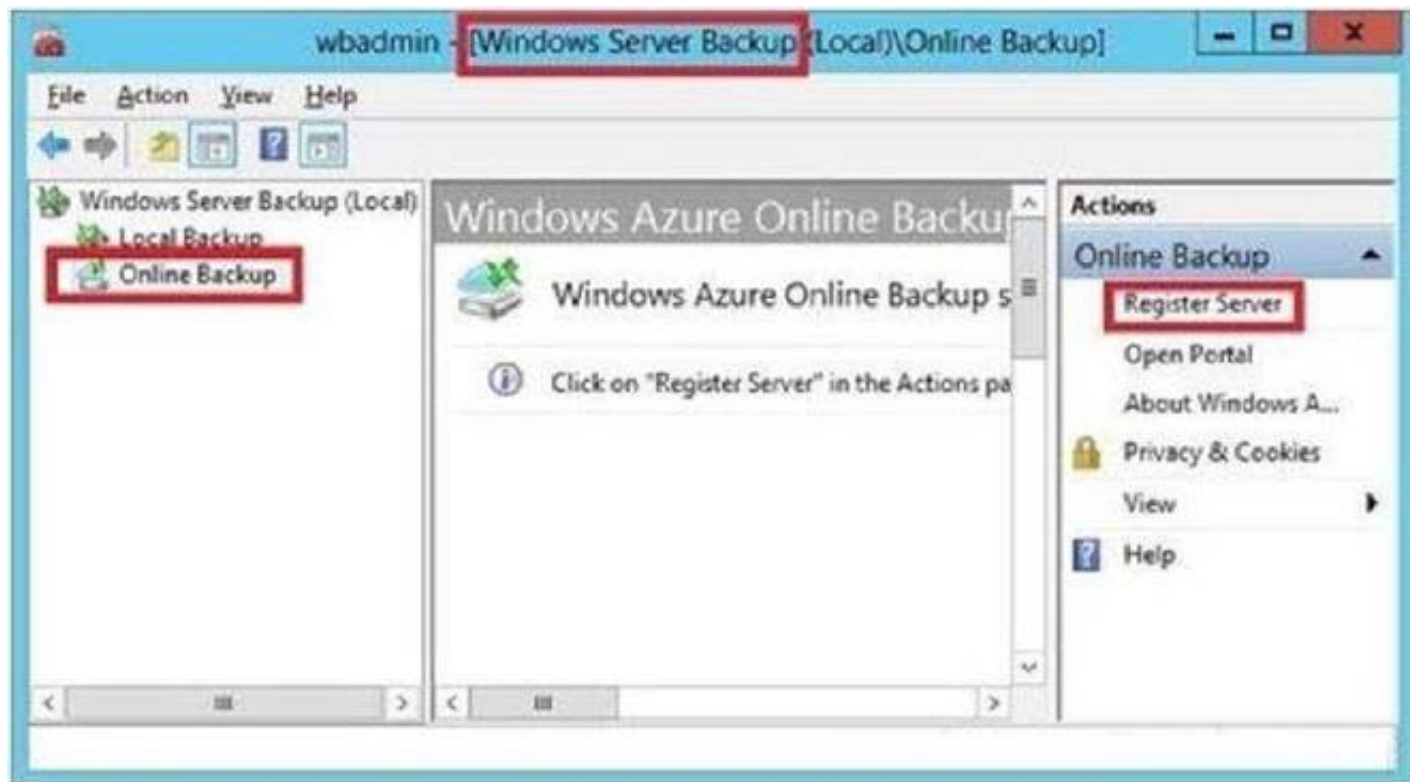 wbadmin - [Windows Server Backup (Local)\Online Backup]
File Action View Help
Windows Server Backup (Local)
Local Backup
Online Backup
Windows Azure Online Backu
Windows Azure Online Backup s
Click on "Register Server" in the Actions pa
Actions
Online Backup
Register Server
Open Portal
About Windows A...
Privacy & Cookies
View
Help